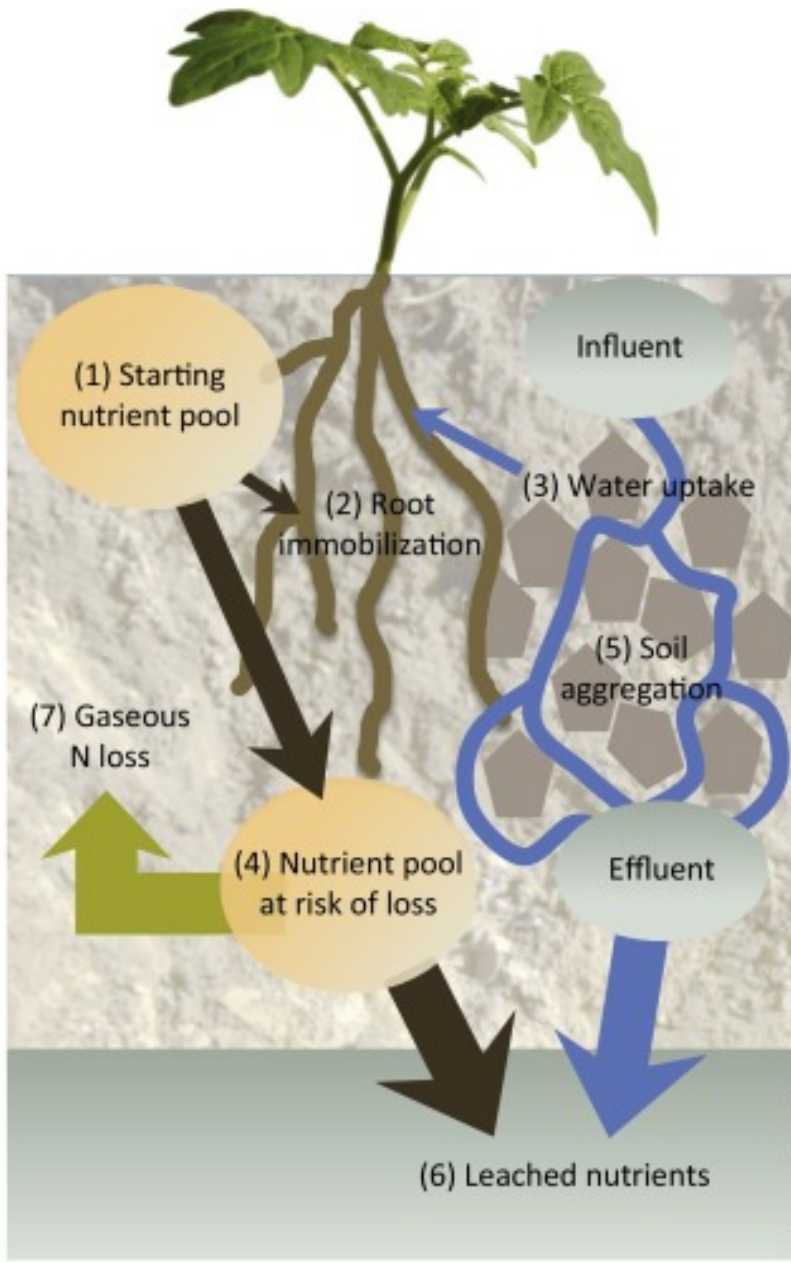 (1) Starting
nutrient pool
Influent
(2) Root
immobilization
(3) Water uptake
(5) Soil
aggregation
(7) Gaseous
N loss
(4) Nutrient pool
at risk of loss
Effluent
(6) Leached nutrients